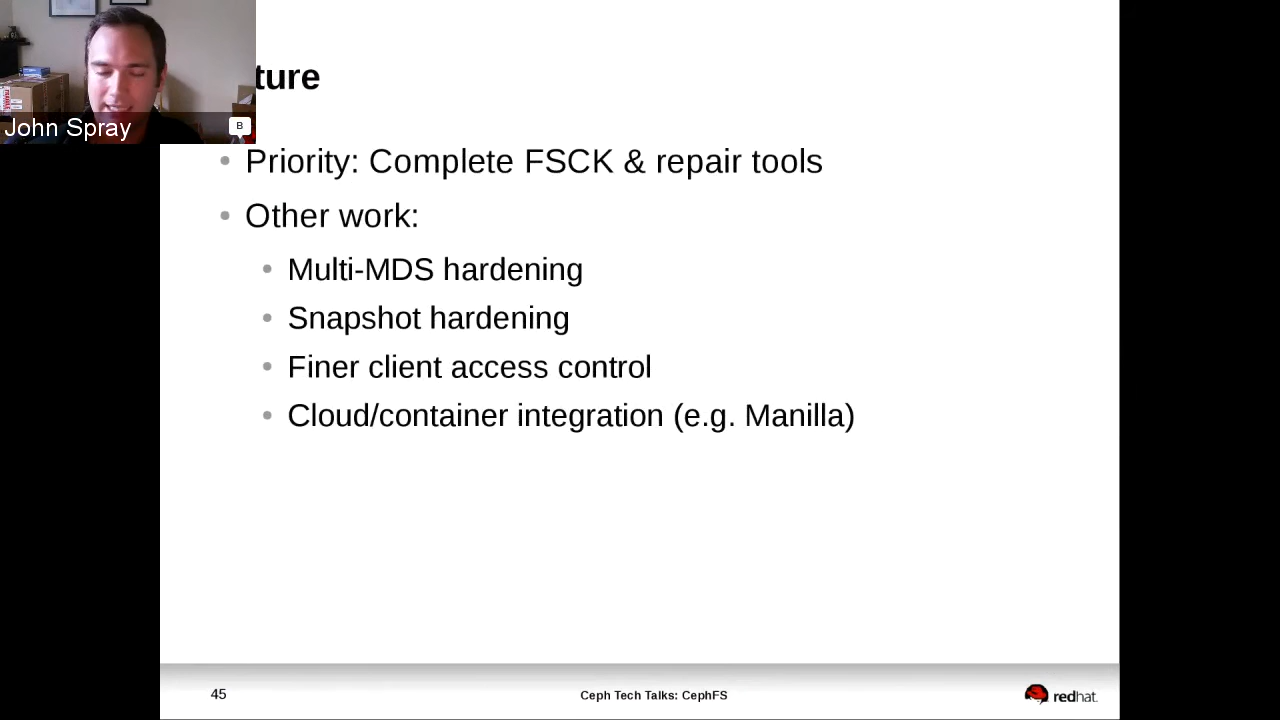 ture
John Spray
B
Priority: Complete FSCK & repair tools
Other work:
Multi-MDS hardening
Snapshot hardening
Finer client access control
Cloud/container integration (e.g. Manilla)
45
Ceph Tech Talks: CephFS
redhat.